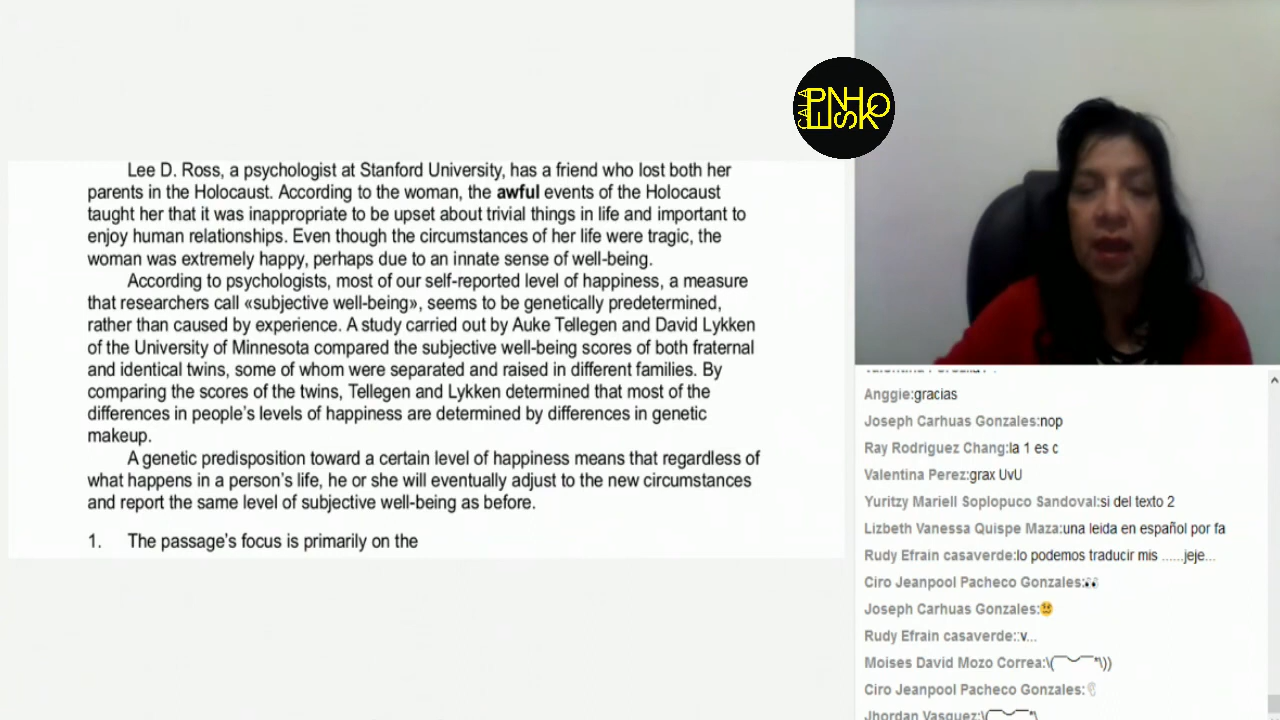 CALA
PENHOESK
Lee D. Ross, a psychologist at Stanford University, has a friend who lost both her
parents in the Holocaust. According to the woman, the awful events of the Holocaust
taught her that it was inappropriate to be upset about trivial things in life and important to
enjoy human relationships. Even though the circumstances of her life were tragic, the
woman was extremely happy, perhaps due to an innate sense of well-being.
According to psychologists, most of our self-reported level of happiness, a measure
that researchers call «subjective well-being», seems to be genetically predetermined,
rather than caused by experience. A study carried out by Auke Tellegen and David Lykken
of the University of Minnesota compared the subjective well-being scores of both fraternal
and identical twins, some of whom were separated and raised in different families. By
comparing the scores of the twins, Tellegen and Lykken determined that most of the
differences in people's levels of happiness are determined by differences in genetic
makeup.
A genetic predisposition toward a certain level of happiness means that regardless of
what happens in a person's life, he or she will eventually adjust to the new circumstances
and report the same level of subjective well-being as before.
1. The passage's focus is primarily on the
Anggie:gracias
Joseph Carhuas Gonzales:nop
Ray Rodriguez Chang:la 1 es c
Valentina Perez:grax UvU
Yuritzy Mariell Soplopuco Sandoval:si del texto 2
Lizbeth Vanessa Quispe Maza:una leida en español por fa
Rudy Efrain casaverde:lo podemos traducir mis ......jeje...
Ciro Jeanpool Pacheco Gonzales:👀
Joseph Carhuas Gonzales:
Rudy Efrain casaverde::v...
Moises David Mozo Correa:
Ciro Jeanpool Pacheco Gonzales:
Jhordan Vasquez: